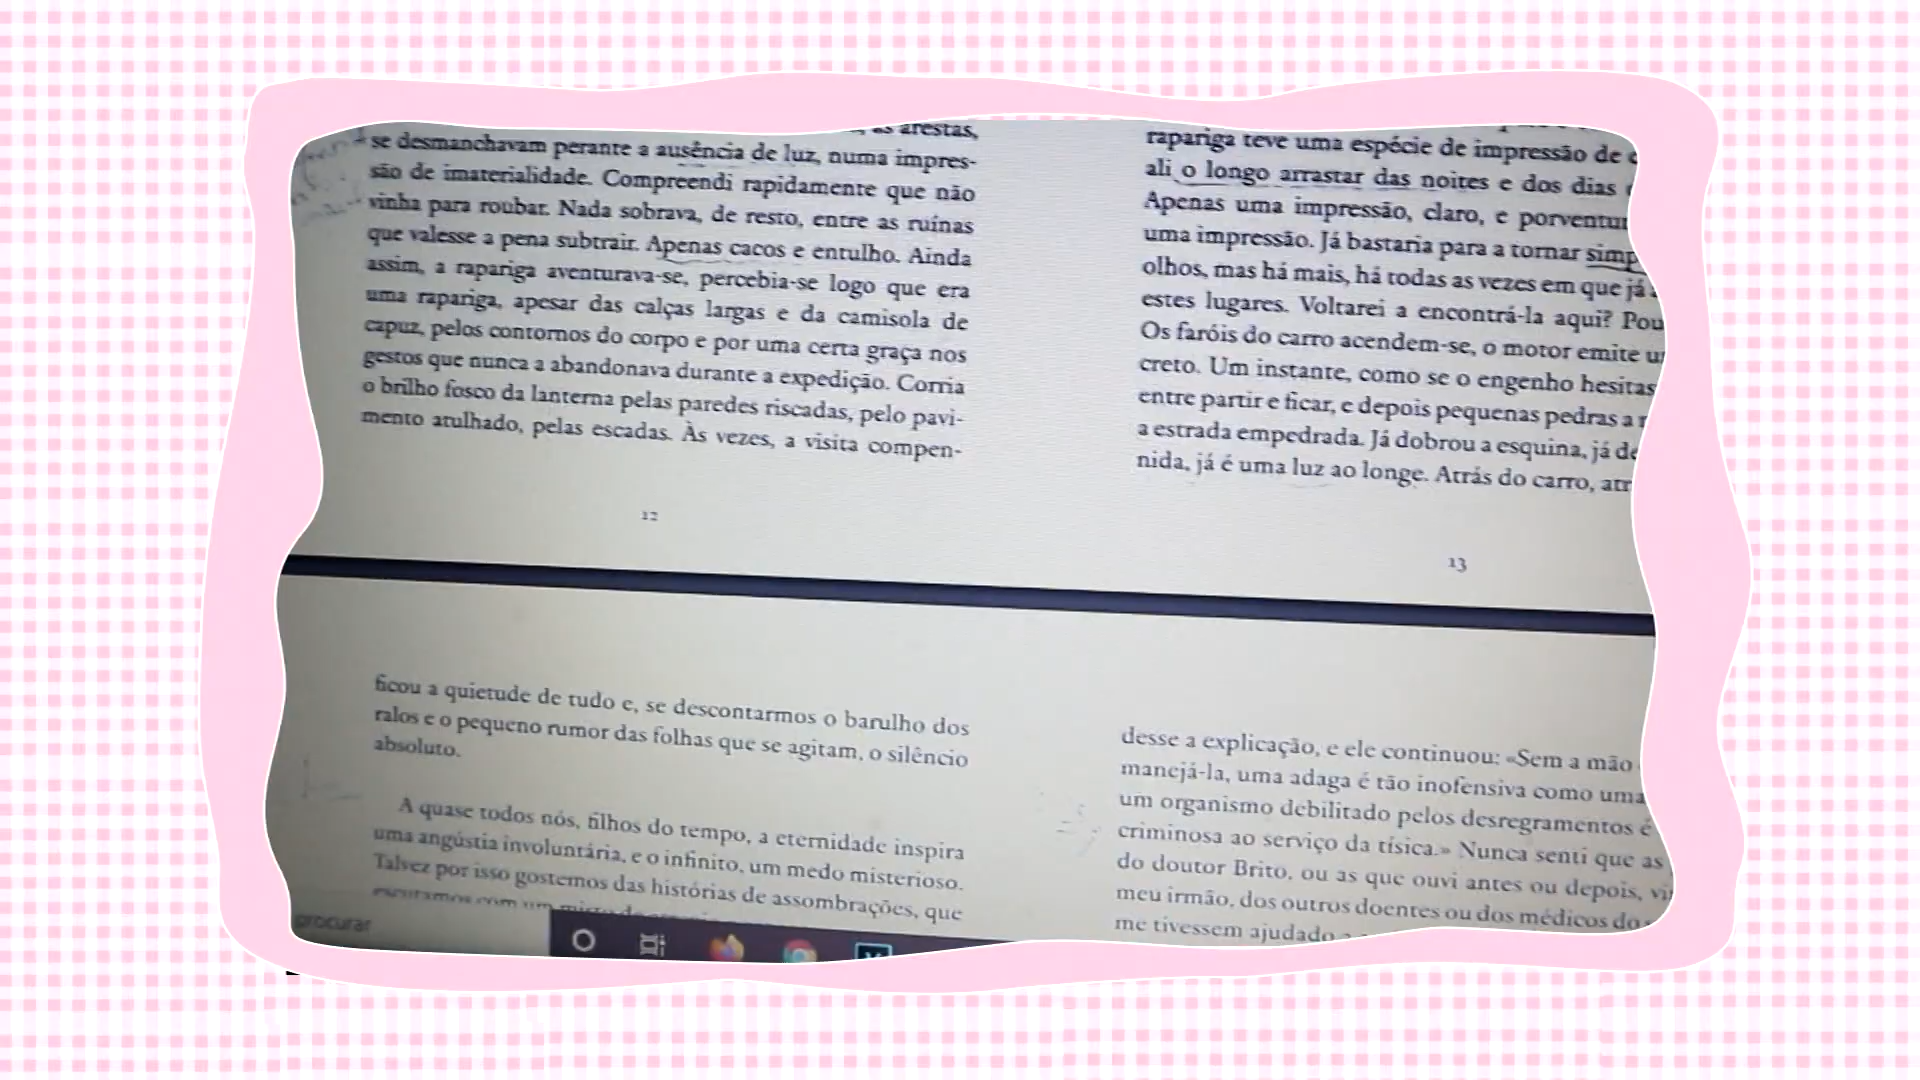 arestas,
se desmanchavam perante a ausência de luz, numa impres-
são de imaterialidade. Compreendi rapidamente que não
vinha para roubar. Nada sobrava, de resto, entre as ruínas
que valesse a pena subtrair. Apenas cacos e entulho. Ainda
assim, a rapariga aventurava-se, percebia-se logo que era
uma rapariga, apesar das calças largas e da camisola de
capuz, pelos contornos do corpo e por uma certa graça nos
gestos que nunca a abandonava durante a expedição. Corria
o brilho fosco da lanterna pelas paredes riscadas, pelo pavi-
mento atulhado, pelas escadas. Às vezes, a visita compen-
12
rapariga teve uma espécie de impressão de
ali o longo arrastar das noites e dos dias
Apenas uma impressão, claro, e porventur
uma impressão. Já bastaria para a tornar simp
olhos, mas há mais, há todas as vezes em que já
estes lugares. Voltarei a encontrá-la aqui? Pou
Os faróis do carro acendem-se, o motor emite u
creto. Um instante, como se o engenho hesitas
entre partir e ficar, e depois pequenas pedras a
a estrada empedrada. Já dobrou a esquina, já de
nida, já é uma luz ao longe. Atrás do carro, atr
13
ficou a quietude de tudo e, se descontarmos o barulho dos
ralos e o pequeno rumor das folhas que se agitam, o silêncio
absoluto.
A quase todos nós, filhos do tempo, a eternidade inspira
uma angústia involuntária, e o infinito, um medo misterioso.
Talvez por isso gostemos das histórias de assombrações, que
escutamos com um misto de
procurar
desse a explicação, e ele continuou: «Sem a mão
manejá-la, uma adaga é tão inofensiva como uma
um organismo debilitado pelos desregramentos é
criminosa ao serviço da tísica.» Nunca senti que as
do doutor Brito, ou as que ouvi antes ou depois, vi
meu irmão, dos outros doentes ou dos médicos do
me tivessem ajudado